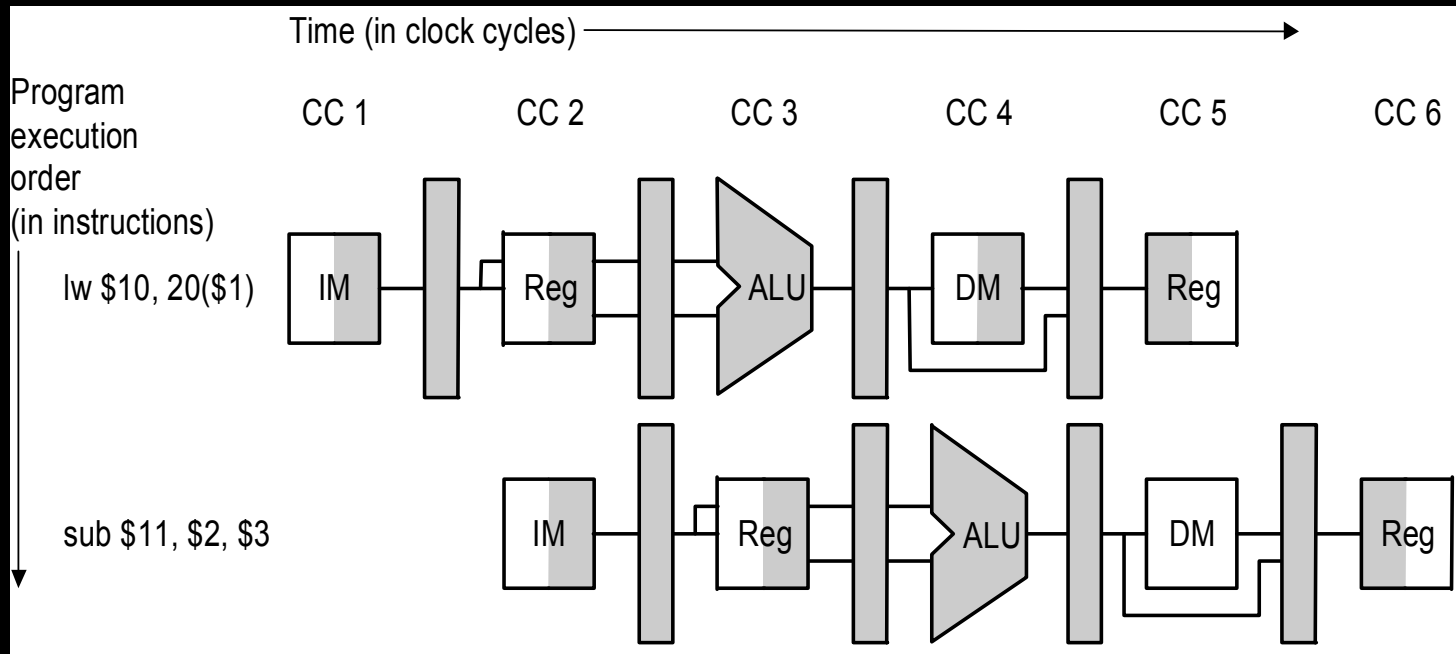 Time (in clock cycles)
Program
execution
order
(in instructions)
CC 1 CC 2 CC 3 CC 4 CC 5 CC 6
lw $10, 20($1) IM Reg ALU DM Reg
sub $11, $2, $3 IM Reg ALU DM Reg